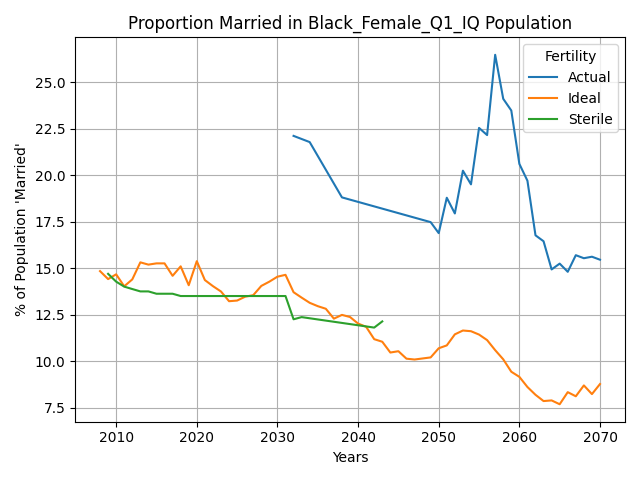 Proportion Married in Black_Female_Q1_IQ Population
% of Population 'Married'
25.0
22.5
20.0
17.5
15.0
12.5
10.0
7.5
Fertility
Actual
Ideal
Sterile
2010 2020 2030 2040 2050 2060 2070
Years